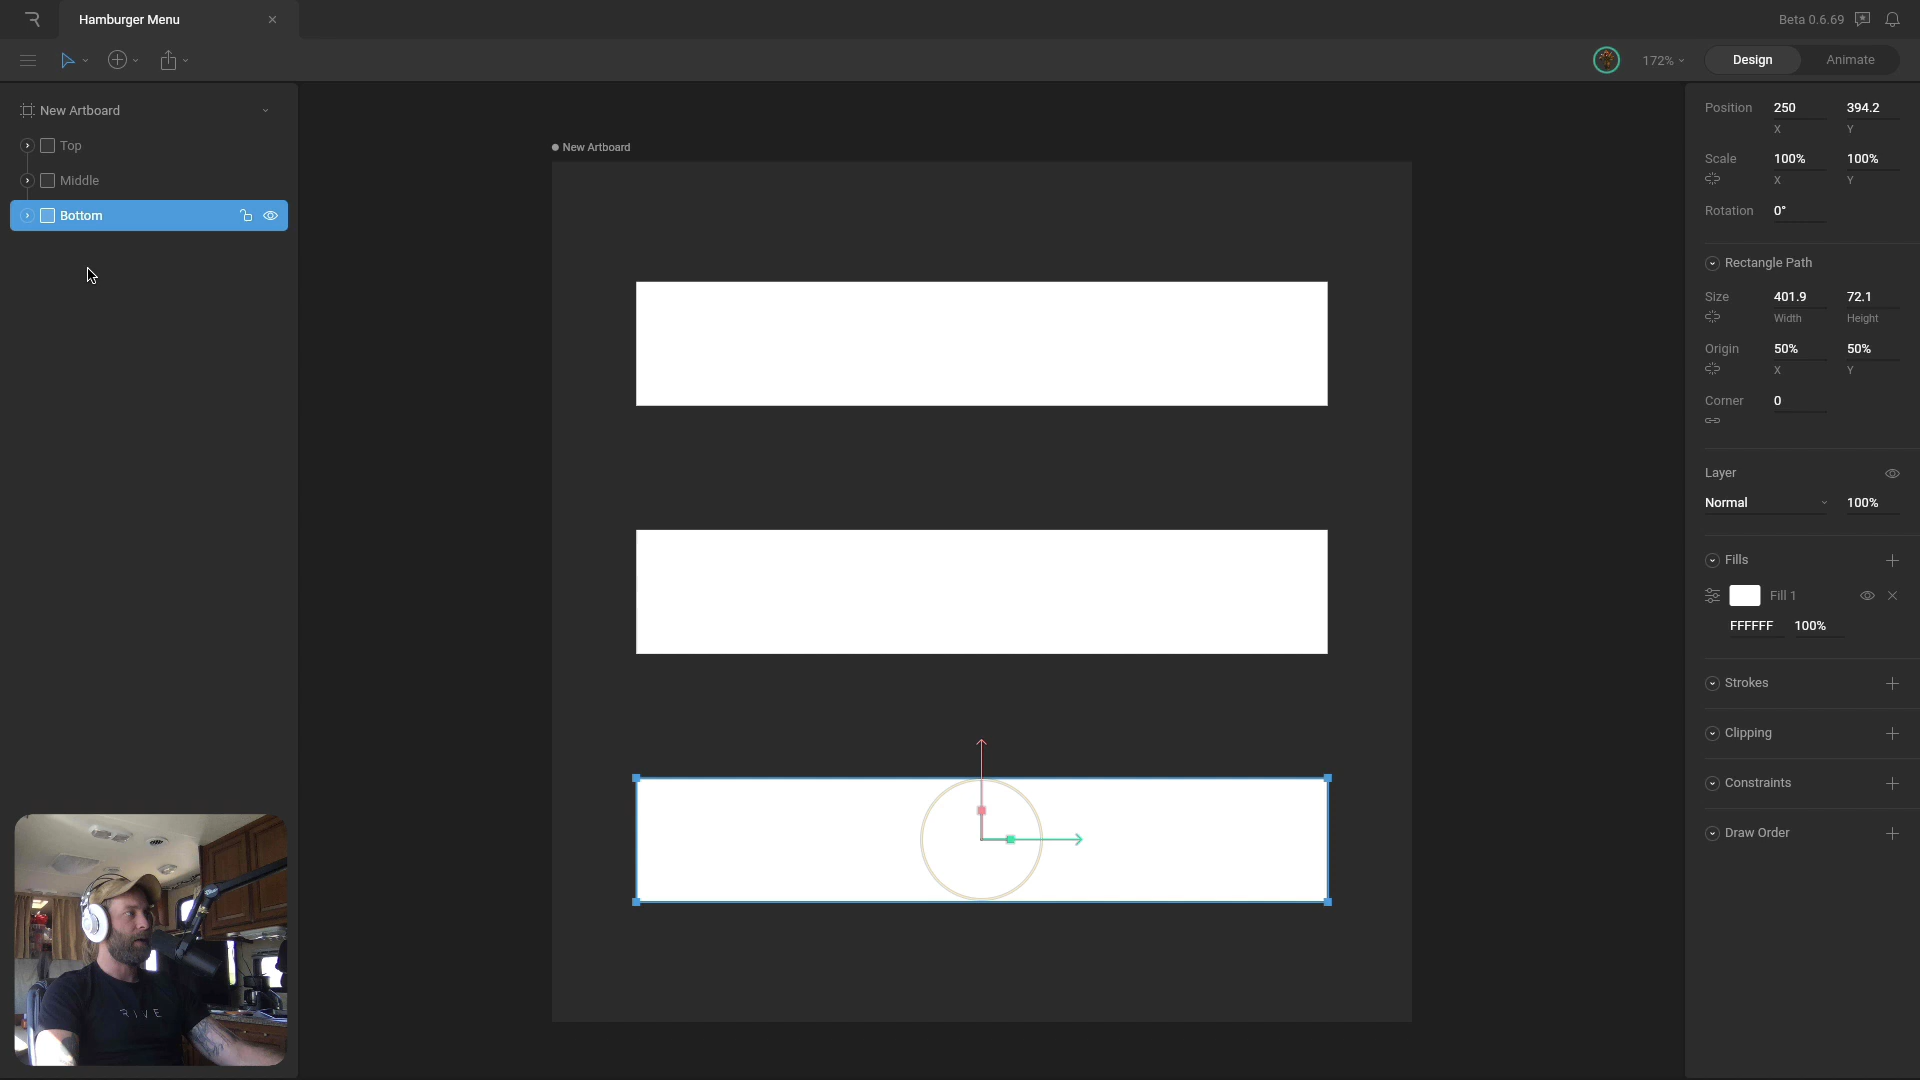 Hamburger Menu
Beta 0.6.69
172%
Design
Animate
New Artboard
Top
Middle
Bottom
New Artboard
Position 250 394.2
X Y
Scale 100% 100%
X Y
Rotation 0°
Rectangle Path
Size 401.9 72.1
Width Height
Origin 50% 50%
X Y
Corner 0
Layer
Normal 100%
Fills
Fill 1
FFFFFF 100%
Strokes
Clipping
Constraints
Draw Order
RIVE